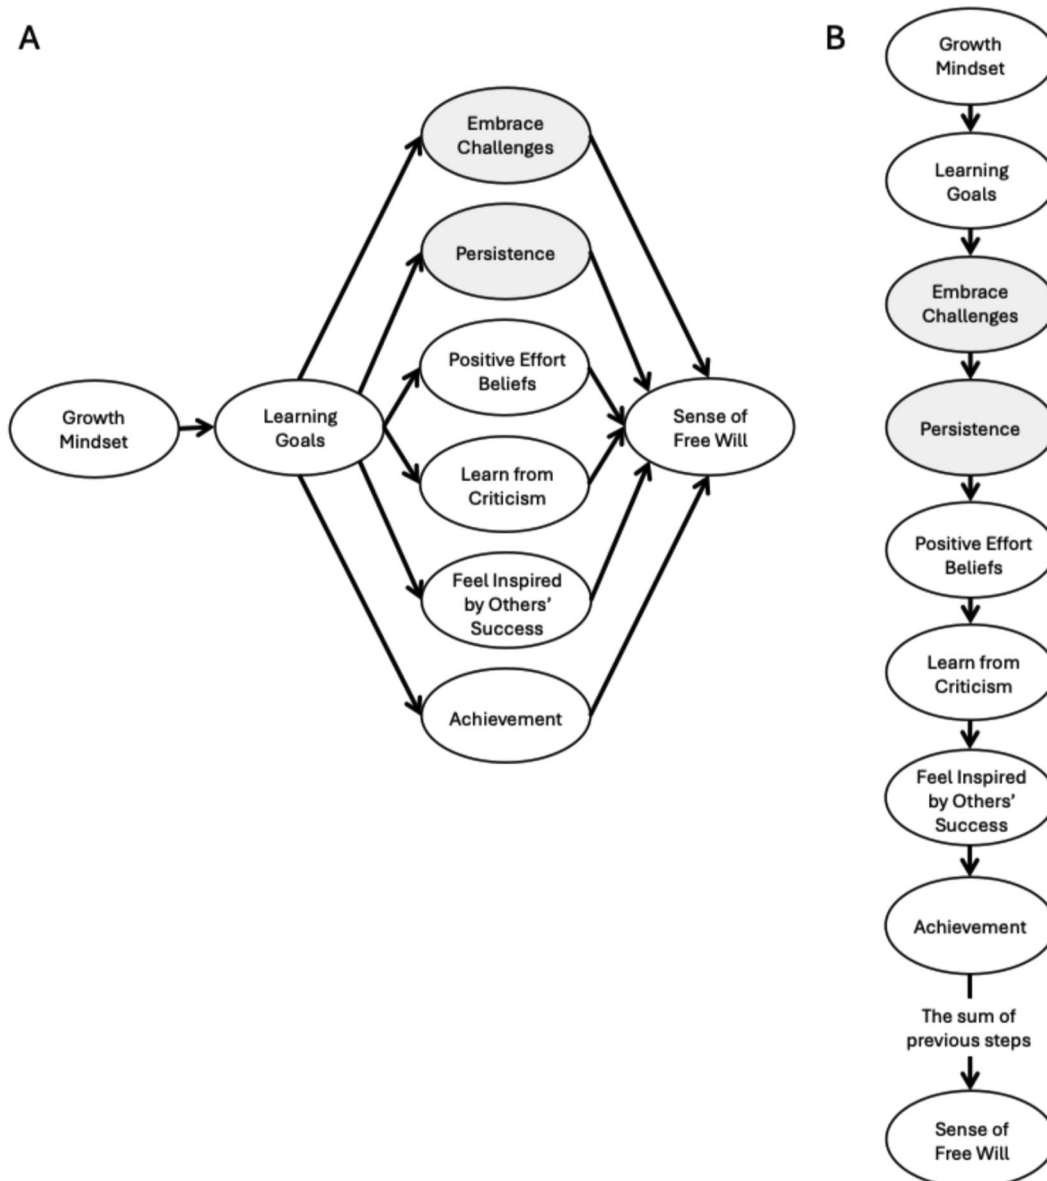 A
Embrace
Challenges
Persistence
Positive Effort
Beliefs
Growth
Mindset
Learning
Goals
Sense of
Free Will
Learn from
Criticism
Feel Inspired
by Others’
Success
Achievement
B
Growth
Mindset
Learning
Goals
Embrace
Challenges
Persistence
Positive Effort
Beliefs
Learn from
Criticism
Feel Inspired
by Others’
Success
Achievement
The sum of
previous steps
Sense of
Free Will